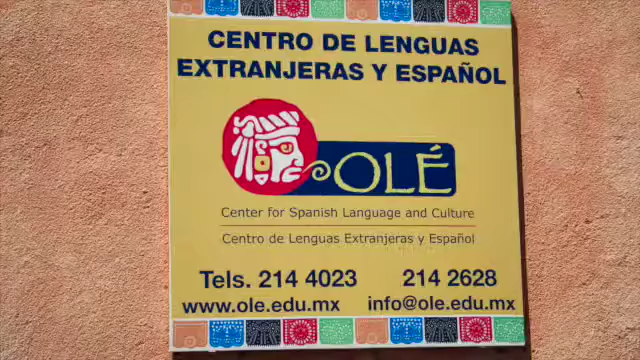 CENTRO DE LENGUAS
EXTRANJERAS Y ESPAÑOL
OLÉ
Center for Spanish Language and Culture
Centro de Lenguas Extranjeras y Español
Tels. 214 4023 214 2628
www.ole.edu.mx info@ole.edu.mx